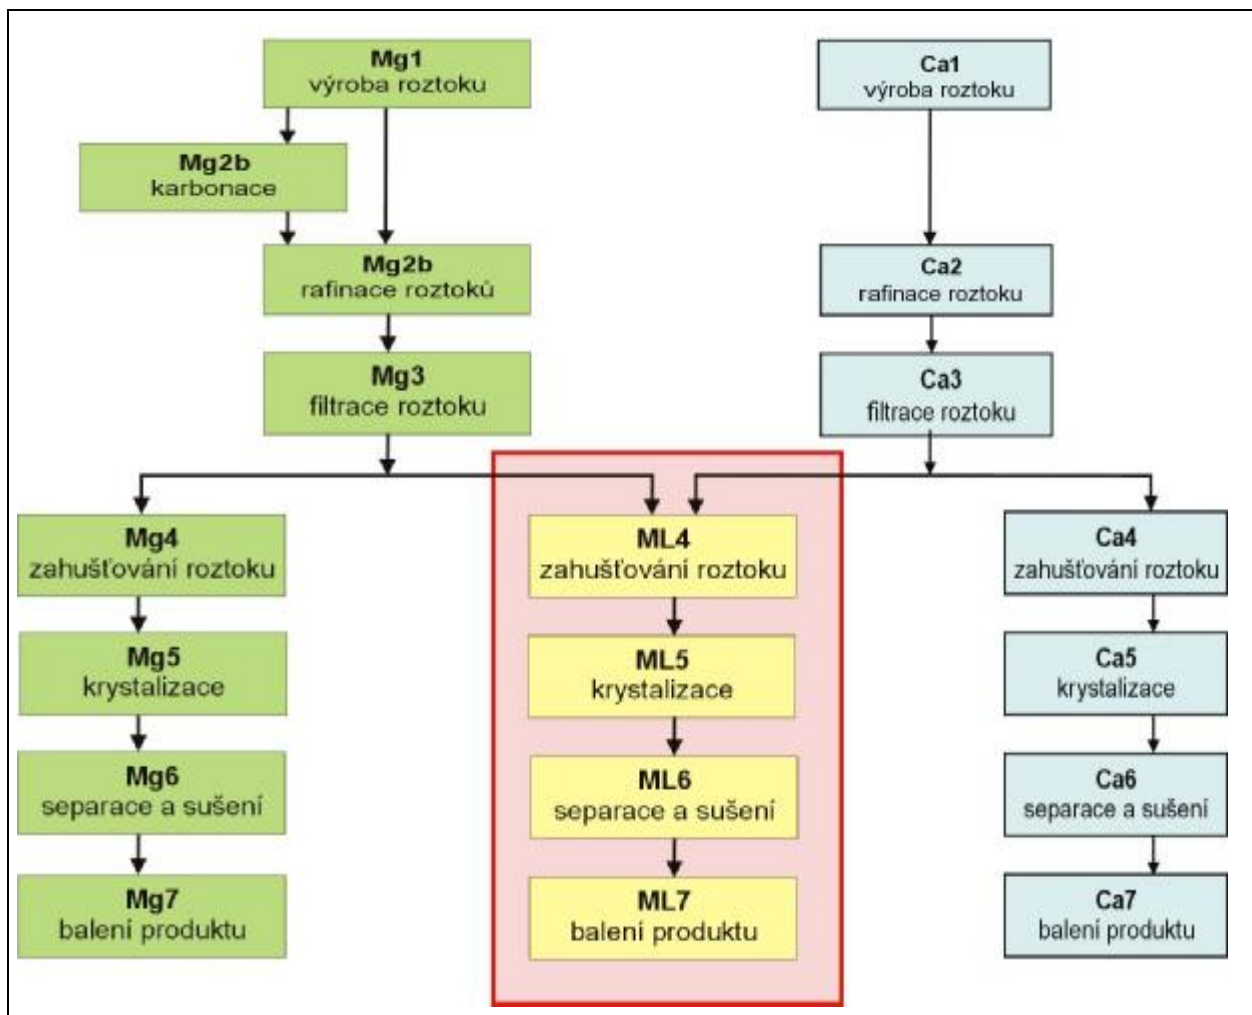 Mg1
výroba roztoku
Ca1
výroba roztoku
Mg2b
karbonace
Mg2b
rafinace roztoků
Ca2
rafinace roztoku
Mg3
filtrace roztoku
Ca3
filtrace roztoku
Mg4
zahušťování roztoku
ML4
zahušťování roztoku
Ca4
zahušťování roztoku
Mg5
krystalizace
ML5
krystalizace
Ca5
krystalizace
Mg6
separace a sušení
ML6
separace a sušení
Ca6
separace a sušení
Mg7
balení produktu
ML7
balení produktu
Ca7
balení produktu